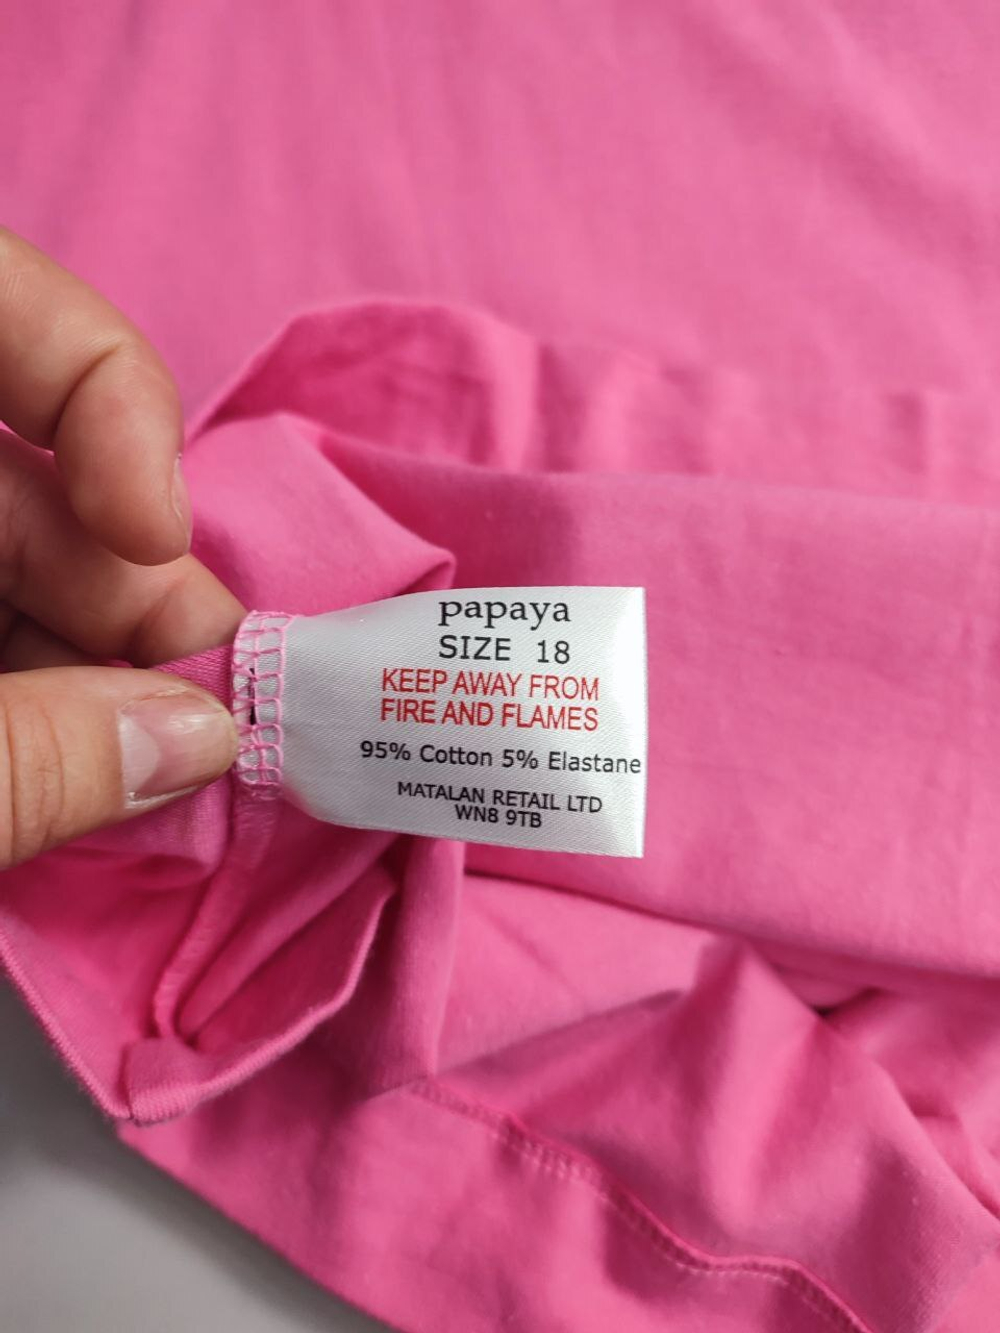 papaya
SIZE 18
KEEP AWAY FROM
FIRE AND FLAMES
95% Cotton 5% Elastane
MATALAN RETAIL LTD
WN8 9TB